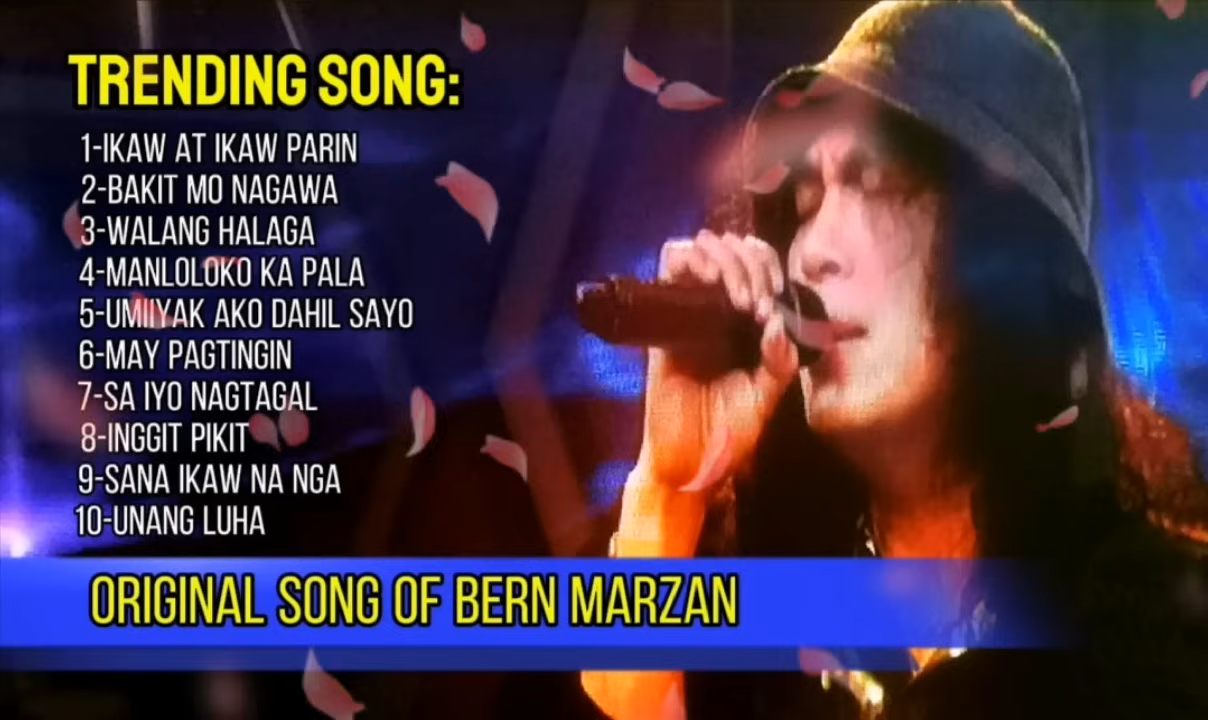 TRENDING SONG:
1-IKAW AT IKAW PARIN
2-BAKIT MO NAGAWA
3-WALANG HALAGA
4-MANLOLOKO KA PALA
5-UMIIYAK AKO DAHIL SAYO
6-MAY PAGTINGIN
7-SA IYO NAGTAGAL
8-INGGIT PIKIT
9-SANA IKAW NA NGA
10-UNANG LUHA
ORIGINAL SONG OF BERN MARZAN